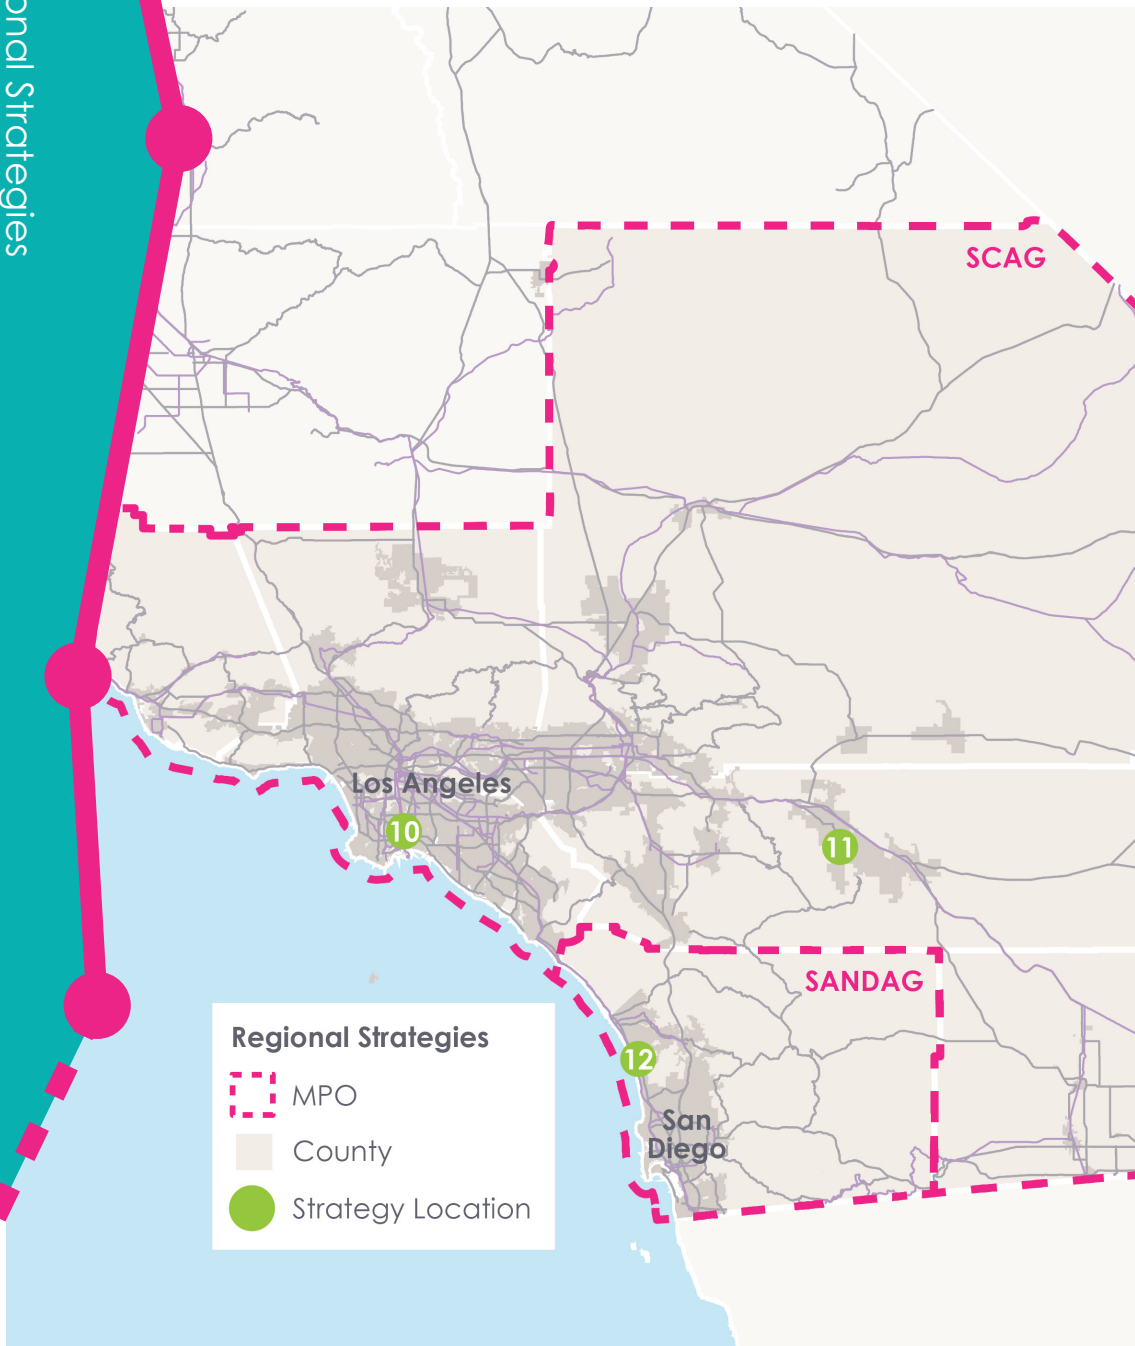 onal Strategies
SCAG
Los Angeles
10
11
SANDAG
12
San
Diego
Regional Strategies
MPO
County
Strategy Location